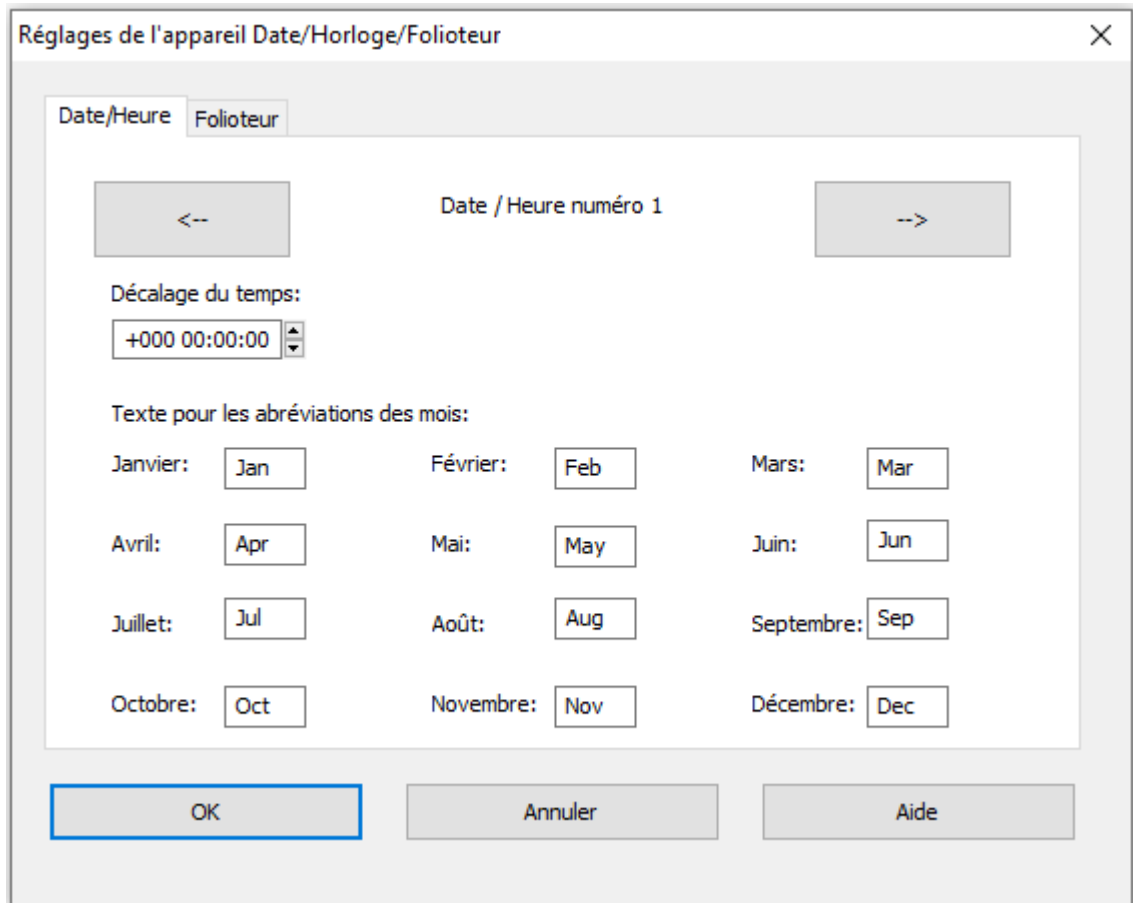 Réglages de l'appareil Date/Horloge/Folioteur
Date/Heure Folioteur
<-- Date / Heure numéro 1 -->
Décalage du temps:
+000 00:00:00
Texte pour les abréviations des mois:
Janvier: Jan Février: Feb Mars: Mar
Avril: Apr Mai: May Juin: Jun
Juillet: Jul Août: Aug Septembre: Sep
Octobre: Oct Novembre: Nov Décembre: Dec
OK Annuler Aide